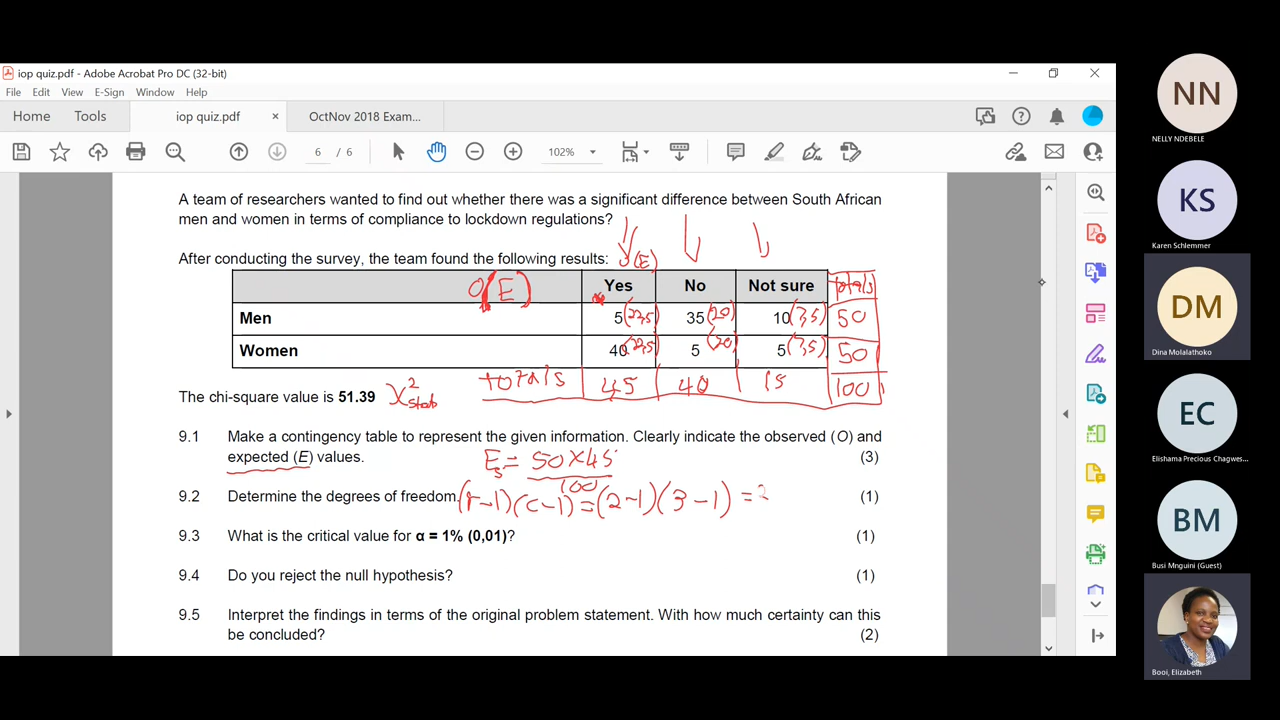 iop quiz.pdf - Adobe Acrobat Pro DC (32-bit)
File Edit View E-Sign Window Help
Home Tools iop quiz.pdf × OctNov 2018 Exam...
6 / 6 102%
A team of researchers wanted to find out whether there was a significant difference between South African
men and women in terms of compliance to lockdown regulations?
After conducting the survey, the team found the following results: (E)
O (E) Yes No Not sure totals
Men 5 (22,5) 35 (20) 10 (7,5) 50
Women 40 (22,5) 5 (20) 5 (7,5) 50
totals 45 40 15 100
The chi-square value is 51.39 X² stat
9.1 Make a contingency table to represent the given information. Clearly indicate the observed (O) and
expected (E) values. E5 = 50×45 (3)
100
9.2 Determine the degrees of freedom. (r-1)(c-1)=(2-1)(3-1)=2 (1)
9.3 What is the critical value for α = 1% (0,01)? (1)
9.4 Do you reject the null hypothesis? (1)
9.5 Interpret the findings in terms of the original problem statement. With how much certainty can this
be concluded? (2)
NN
NELLY NDEBELE
KS
Karen Schlemmer
DM
Dina Molalathoko
EC
Elishama Precious Chagwes...
BM
Busi Mnguini (Guest)
Booi, Elizabeth